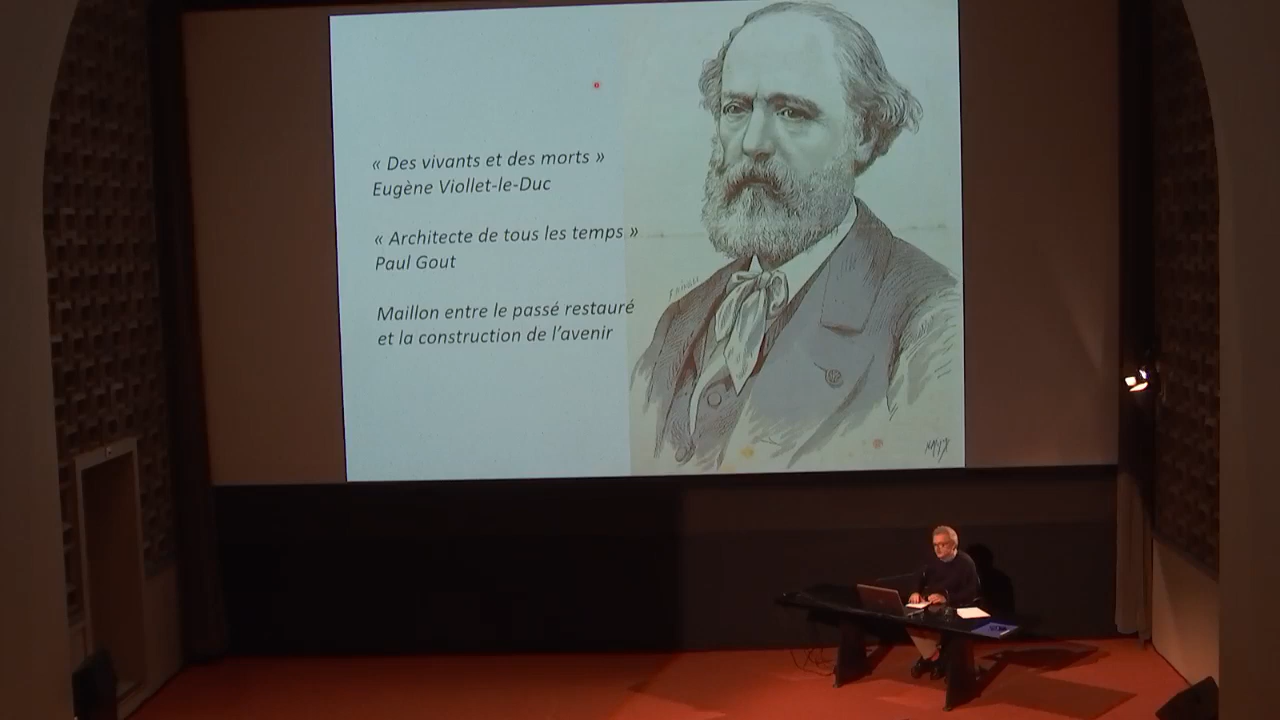 « Des vivants et des morts »
Eugène Viollet-le-Duc
« Architecte de tous les temps »
Paul Gout
Maillon entre le passé restauré
et la construction de l'avenir